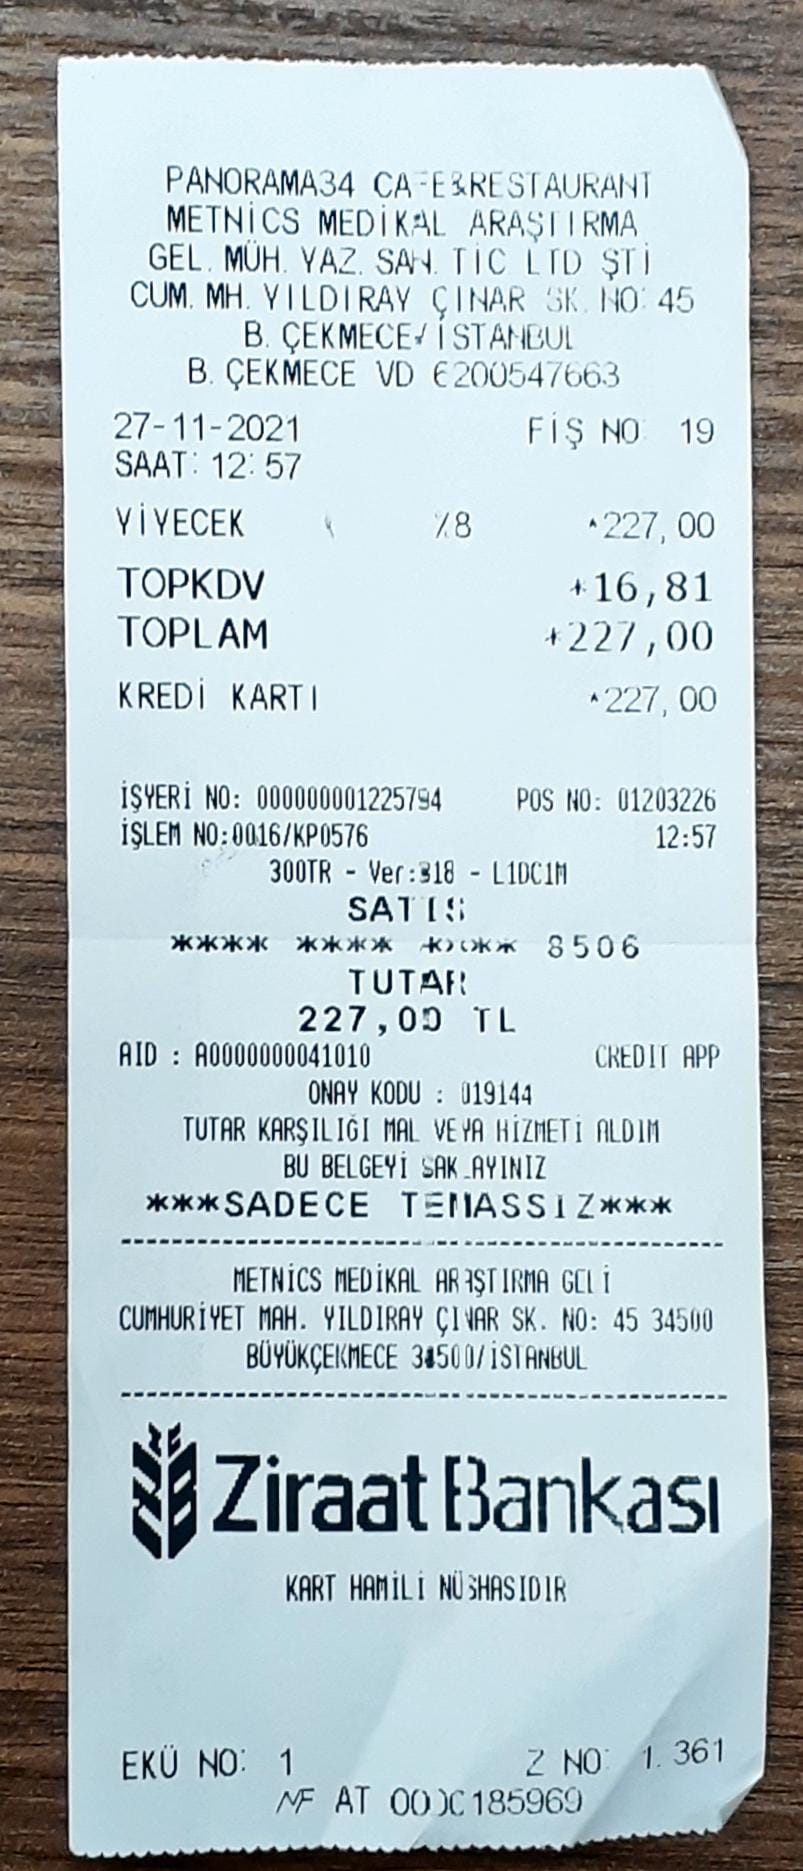 PANORAMA34 CAFE&RESTAURANT
METNICS MEDİKAL ARAŞTIRMA
GEL. MÜH. YAZ. SAN. TİC LTD ŞTİ
CUM. MH. YILDIRAY ÇINAR SK. NO: 45
B. ÇEKMECE/İSTANBUL
B. ÇEKMECE VD 6200547663
27-11-2021 FİŞ NO: 19
SAAT: 12:57
YİYECEK %8 *227,00
TOPKDV *16,81
TOPLAM *227,00
KREDİ KARTI *227,00
İŞYERİ NO: 000000001225794 POS NO: 01203226
İŞLEM NO:0016/KP0576 12:57
300TR - Ver:318 - L1DC1M
SATIŞ
**** **** **** 8506
TUTAR
227,00 TL
AID : A0000000041010 CREDIT APP
ONAY KODU : 019144
TUTAR KARŞILIĞI MAL VEYA HİZMETİ ALDIM
BU BELGEYİ SAKLAYINIZ
***SADECE TEMASSIZ***
METNİCS MEDİKAL ARAŞTIRMA GELİ
CUMHURİYET MAH. YILDIRAY ÇINAR SK. NO: 45 34500
BÜYÜKÇEKMECE 34500/İSTANBUL
Ziraat Bankası
KART HAMİLİ NÜSHASIDIR
EKÜ NO: 1 Z NO: 1.361
MF AT 0000185969